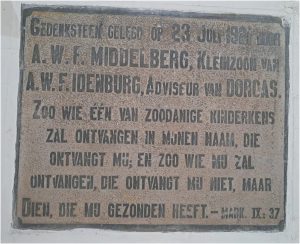 GEDENKSTEEN GELEGD OP 23 JULI 1921 DOOR
A.W.F. MIDDELBERG, KLEINZOON VAN
A.W.F. IDENBURG, ADVISEUR VAN DORCAS.
ZOO WIE ÉÉN VAN ZOODANIGE KINDERKENS
ZAL ONTVANGEN IN MIJNEN NAAM, DIE
ONTVANGT MIJ; EN ZOO WIE MIJ ZAL
ONTVANGEN, DIE ONTVANGT MIJ NIET, MAAR
DIEN, DIE MIJ GEZONDEN HEEFT. – MARK. IX: 37